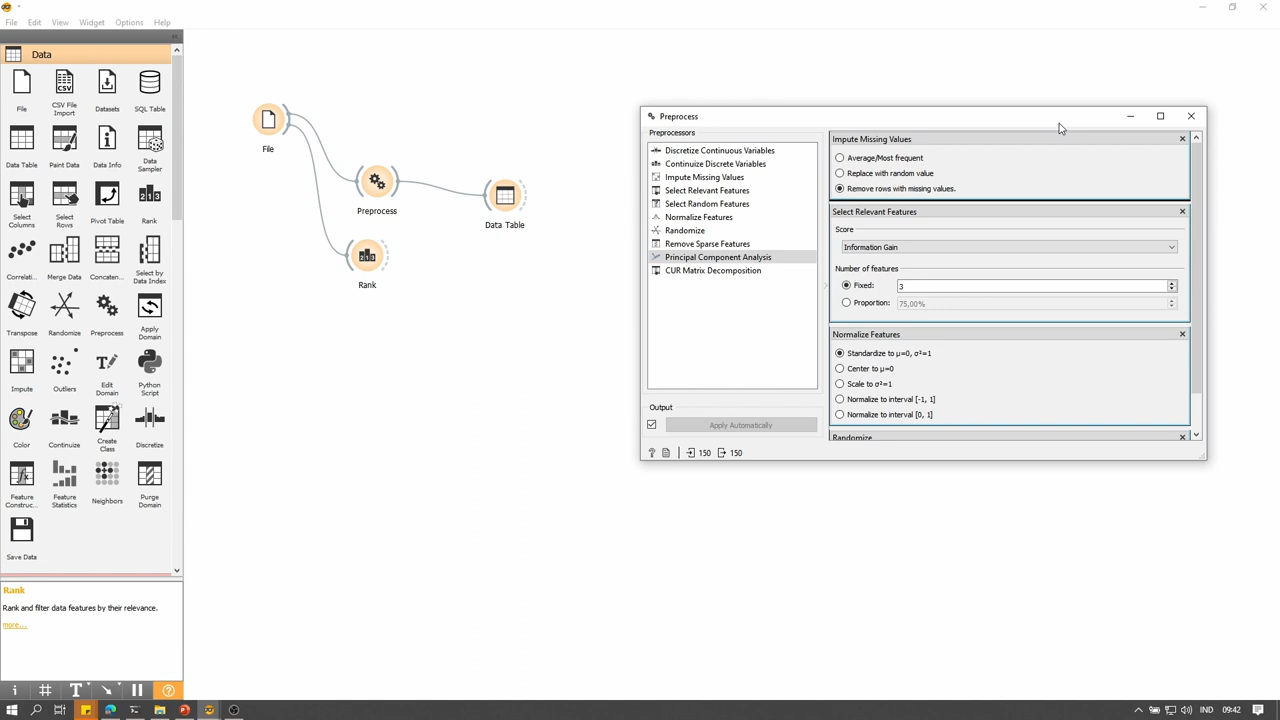 File Edit View Widget Options Help
Data
File CSV File Import Datasets SQL Table
Data Table Paint Data Data Info Data Sampler
Select Columns Select Rows Pivot Table Rank
Correlati... Merge Data Concaten... Select by Data Index
Transpose Randomize Preprocess Apply Domain
Impute Outliers Edit Domain Python Script
Color Continuize Create Class Discretize
Feature Construc... Feature Statistics Neighbors Purge Domain
Save Data
Rank
Rank and filter data features by their relevance.
more...
File
Preprocess
Data Table
Rank
Preprocess
Preprocessors
Discretize Continuous Variables
Continuize Discrete Variables
Impute Missing Values
Select Relevant Features
Select Random Features
Normalize Features
Randomize
Remove Sparse Features
Principal Component Analysis
CUR Matrix Decomposition
Output
Apply Automatically
150 150
Impute Missing Values
Average/Most frequent
Replace with random value
Remove rows with missing values.
Select Relevant Features
Score
Information Gain
Number of features
Fixed: 3
Proportion: 75,00%
Normalize Features
Standardize to μ=0, σ²=1
Center to μ=0
Scale to σ²=1
Normalize to interval [-1, 1]
Normalize to interval [0, 1]
Randomize
IND 09:42